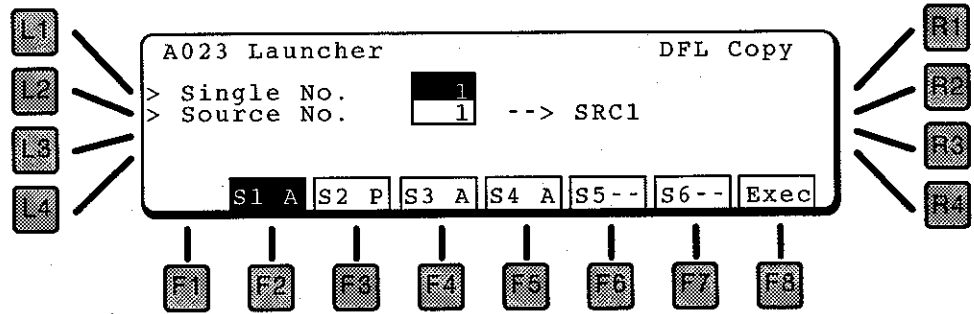 L1
L2
L3
L4
A023 Launcher DFL Copy
> Single No. 1
> Source No. 1 --> SRC1
S1 A S2 P S3 A S4 A S5-- S6-- Exec
R1
R2
R3
R4
F1 F2 F3 F4 F5 F6 F7 F8